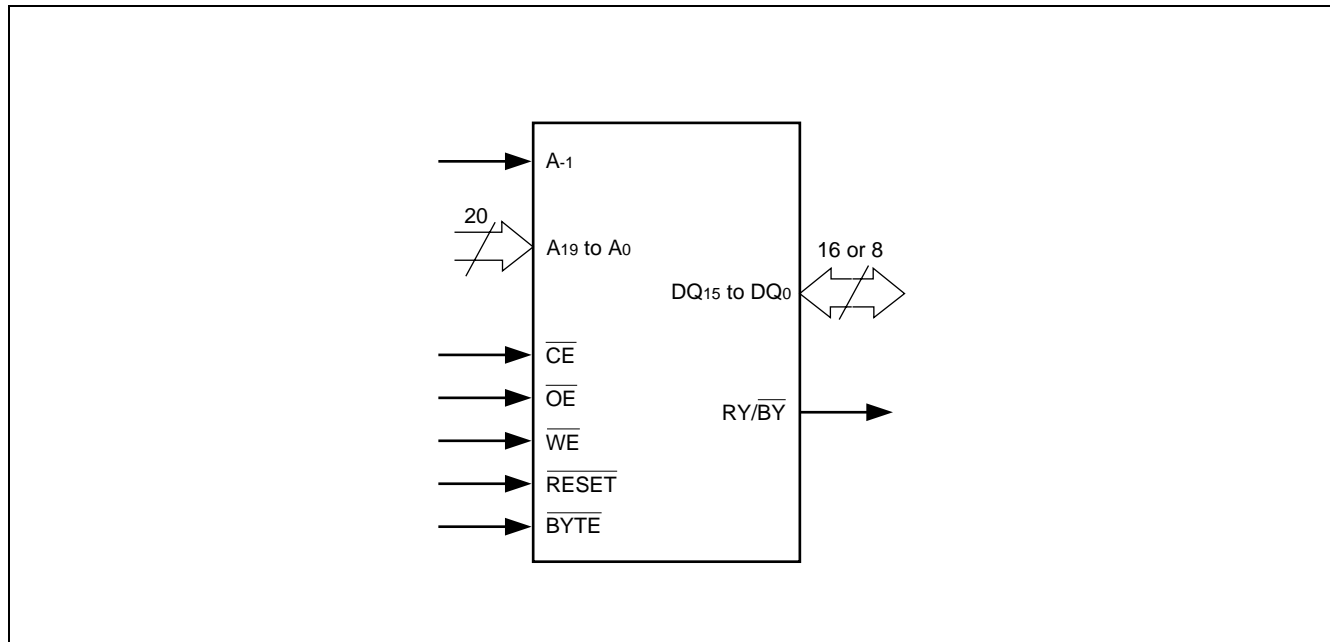 A-1
20
A19 to A0
16 or 8
DQ15 to DQ0
CE
OE
RY/BY
WE
RESET
BYTE